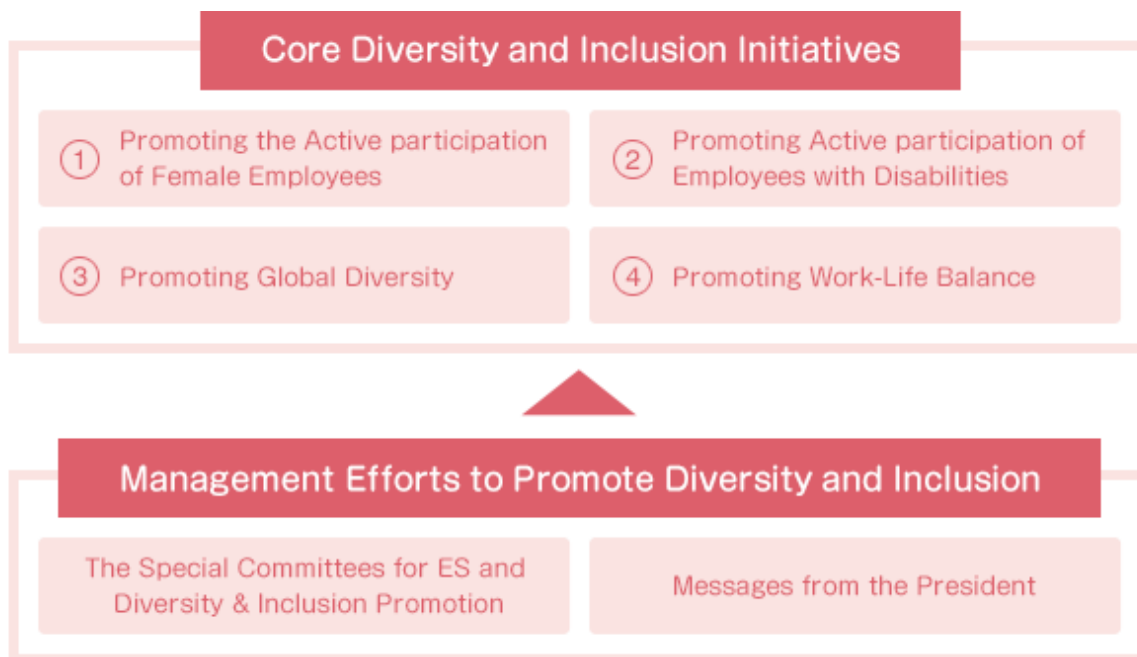 Core Diversity and Inclusion Initiatives
① Promoting the Active participation
of Female Employees
② Promoting Active participation of
Employees with Disabilities
③ Promoting Global Diversity
④ Promoting Work-Life Balance
Management Efforts to Promote Diversity and Inclusion
The Special Committees for ES and
Diversity & Inclusion Promotion
Messages from the President